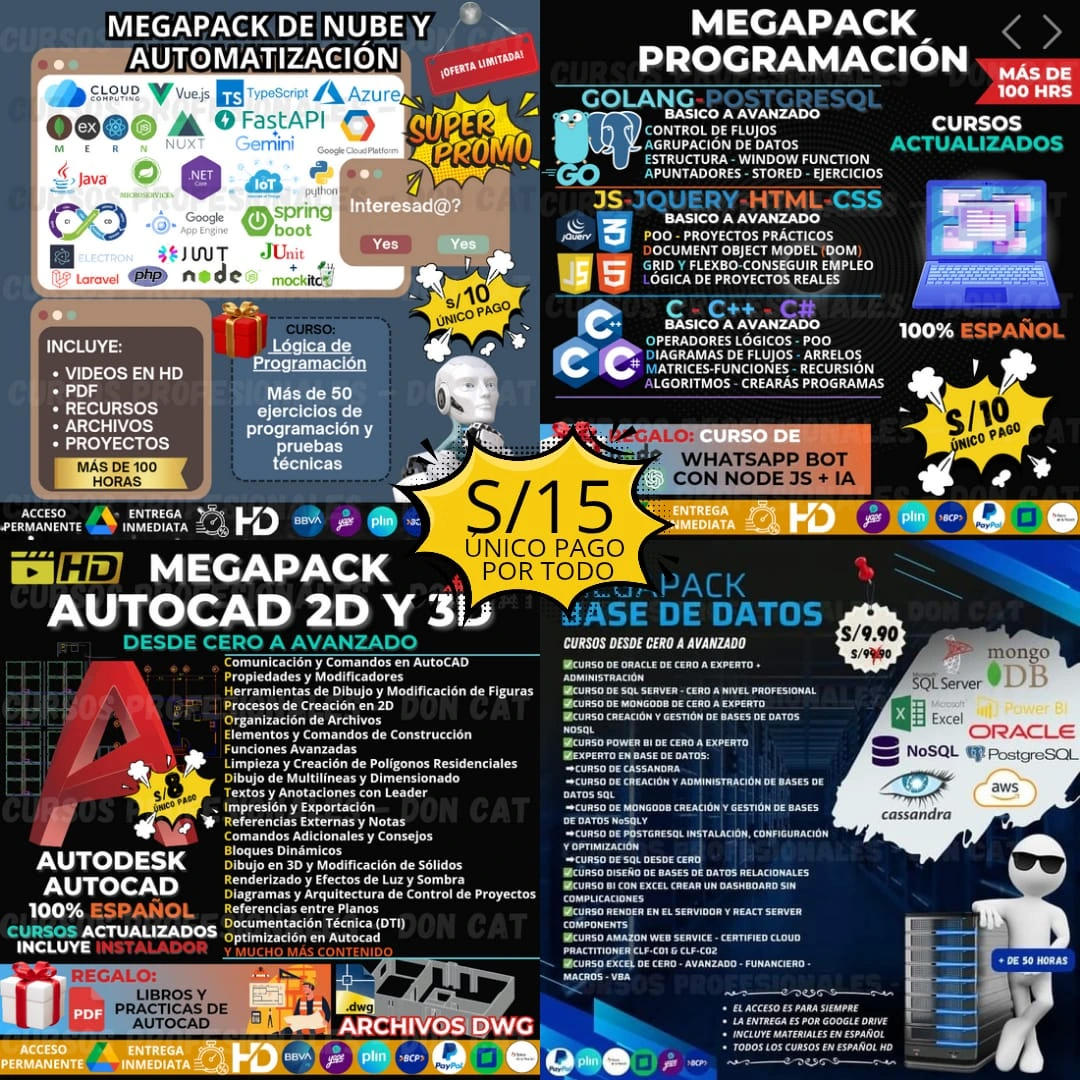 MEGAPACK DE NUBE Y
AUTOMATIZACIÓN
¡OFERTA LIMITADA!
CLOUD
COMPUTING
Vue.js
TS TypeScript
Azure
ex
JS
M E R N
NUXT
FastAPI
Gemini
Google Cloud Platform
SÚPER
PROMO
Java
MICROSERVICES
.NET
Core
IoT
python
Interesad@?
Yes
Yes
CI CD
Google
App Engine
spring
boot
ELECTRON
JWT
JUnit
+
mockito
Laravel
php
node
S/10
ÚNICO PAGO
INCLUYE:
• VIDEOS EN HD
• PDF
• RECURSOS
• ARCHIVOS
• PROYECTOS
MÁS DE 100
HORAS
CURSO:
Lógica de
Programación
Más de 50
ejercicios de
programación y
pruebas
técnicas
ACCESO
PERMANENTE
ENTREGA
INMEDIATA
HD
BBVA
yape
plin
MEGAPACK
PROGRAMACIÓN
MÁS DE
100 HRS
GOLANG-POSTGRESQL
BASICO A AVANZADO
CONTROL DE FLUJOS
AGRUPACIÓN DE DATOS
ESTRUCTURA - WINDOW FUNCTION
APUNTADORES - STORED - EJERCICIOS
GO
CURSOS
ACTUALIZADOS
JS-JQUERY-HTML-CSS
BASICO A AVANZADO
POO - PROYECTOS PRÁCTICOS
DOCUMENT OBJECT MODEL (DOM)
GRID Y FLEXBO-CONSEGUIR EMPLEO
LÓGICA DE PROYECTOS REALES
jQuery
3
JS
5
C - C++ - C#
BASICO A AVANZADO
OPERADORES LÓGICOS - POO
DIAGRAMAS DE FLUJOS - ARRELOS
MATRICES-FUNCIONES - RECURSIÓN
ALGORITMOS - CREARÁS PROGRAMAS
C++
C
C#
100% ESPAÑOL
S/10
ÚNICO PAGO
REGALO: CURSO DE
WHATSAPP BOT
CON NODE JS + IA
ENTREGA
INMEDIATA
HD
yape
plin
BCP
PayPal
S/15
ÚNICO PAGO
POR TODO
HD
MEGAPACK
AUTOCAD 2D Y 3D
DESDE CERO A AVANZADO
Comunicación y Comandos en AutoCAD
Propiedades y Modificadores
Herramientas de Dibujo y Modificación de Figuras
Procesos de Creación en 2D
Organización de Archivos
Elementos y Comandos de Construcción
Funciones Avanzadas
Limpieza y Creación de Polígonos Residenciales
Dibujo de Multilíneas y Dimensionado
Textos y Anotaciones con Leader
Impresión y Exportación
Referencias Externas y Notas
Comandos Adicionales y Consejos
Bloques Dinámicos
Dibujo en 3D y Modificación de Sólidos
Renderizado y Efectos de Luz y Sombra
Diagramas y Arquitectura de Control de Proyectos
Referencias entre Planos
Documentación Técnica (DTI)
Optimización en Autocad
Y MUCHO MÁS CONTENIDO
S/8
ÚNICO PAGO
AUTODESK
AUTOCAD
100% ESPAÑOL
CURSOS ACTUALIZADOS
INCLUYE INSTALADOR
REGALO:
LIBROS Y
PRACTICAS DE
AUTOCAD
PDF
.dwg
ARCHIVOS DWG
ACCESO
PERMANENTE
ENTREGA
INMEDIATA
HD
BBVA
yape
plin
BCP
PayPal
MEGAPACK
BASE DE DATOS
CURSOS DESDE CERO A AVANZADO
S/9.90
S/99.90
✅CURSO DE ORACLE DE CERO A EXPERTO +
ADMINISTRACIÓN
✅CURSO DE SQL SERVER - CERO A NIVEL PROFESIONAL
✅CURSO DE MONGODB DE CERO A EXPERTO
✅CURSO CREACIÓN Y GESTIÓN DE BASES DE DATOS
NOSQL
✅CURSO POWER BI DE CERO A EXPERTO
✅EXPERTO EN BASE DE DATOS:
➡CURSO DE CASSANDRA
➡CURSO DE CREACIÓN Y ADMINISTRACIÓN DE BASES DE
DATOS SQL
➡CURSO DE MONGODB CREACIÓN Y GESTIÓN DE BASES
DE DATOS NoSQLY
➡CURSO DE POSTGRESQL INSTALACIÓN, CONFIGURACIÓN
Y OPTIMIZACIÓN
➡CURSO DE SQL DESDE CERO
✅CURSO DISEÑO DE BASES DE DATOS RELACIONALES
✅CURSO BI CON EXCEL CREAR UN DASHBOARD SIN
COMPLICACIONES
✅CURSO RENDER EN EL SERVIDOR Y REACT SERVER
COMPONENTS
✅CURSO AMAZON WEB SERVICE - CERTIFIED CLOUD
PRACTITIONER CLF-C01 & CLF-C02
✅CURSO EXCEL DE CERO - AVANZADO - FUNANCIERO -
MACROS - VBA
Microsoft
SQL Server
mongo
DB
Microsoft
Excel
Power BI
ORACLE
NoSQL
PostgreSQL
cassandra
aws
+ DE 50 HORAS
• EL ACCESO ES PARA SIEMPRE
• LA ENTREGA ES POR GOOGLE DRIVE
• INCLUYE MATERIALES EN ESPAÑOL
• TODOS LOS CURSOS EN ESPAÑOL HD
PayPal
plin
yape
BCP
CURSOS PROFESIONALES - DON CAT